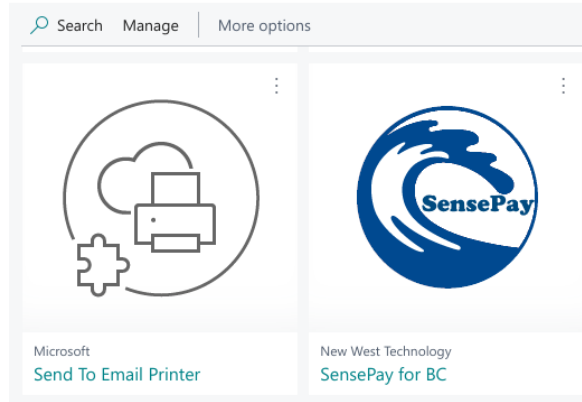 Search Manage More options
SensePay
Microsoft
Send To Email Printer
New West Technology
SensePay for BC